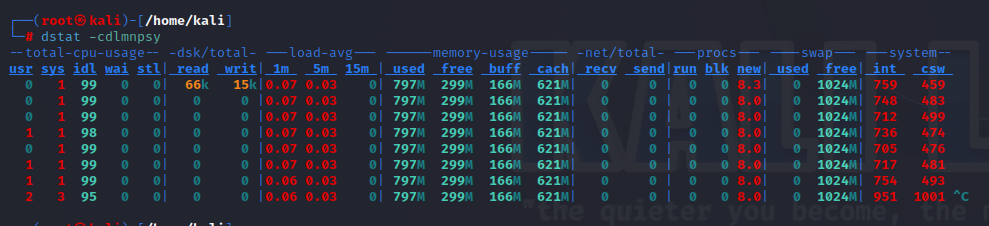 ┌──(root㉿kali)-[/home/kali]
└─# dstat -cdlmnpsy
--total-cpu-usage-- -dsk/total- ---load-avg--- ------memory-usage----- -net/total- ---procs--- ----swap--- ---system--
usr sys idl wai stl| read  writ| 1m   5m  15m | used  free  buff  cach| recv  send|run blk new| used  free| int   csw
  0   1  99   0   0|  66k   15k|0.07 0.03    0| 797M  299M  166M  621M|   0     0 |  0   0 8.3|   0  1024M| 759   459
  0   1  99   0   0|   0     0 |0.07 0.03    0| 797M  299M  166M  621M|   0     0 |  0   0 8.0|   0  1024M| 748   483
  0   1  99   0   0|   0     0 |0.07 0.03    0| 797M  299M  166M  621M|   0     0 |  0   0 8.0|   0  1024M| 712   499
  1   1  98   0   0|   0     0 |0.07 0.03    0| 797M  299M  166M  621M|   0     0 |  0   0 8.0|   0  1024M| 736   474
  0   1  99   0   0|   0     0 |0.07 0.03    0| 797M  299M  166M  621M|   0     0 |  0   0 8.0|   0  1024M| 705   476
  1   1  99   0   0|   0     0 |0.07 0.03    0| 797M  299M  166M  621M|   0     0 |  0   0 8.0|   0  1024M| 717   481
  1   1  99   0   0|   0     0 |0.06 0.03    0| 797M  299M  166M  621M|   0     0 |  0   0 8.0|   0  1024M| 754   493
  2   3  95   0   0|   0     0 |0.06 0.03    0| 797M  299M  166M  621M|   0     0 |  0   0 8.0|   0  1024M| 951  1001 ^C
"the quieter you become, the
(root㉿kali)-[/home/kali]